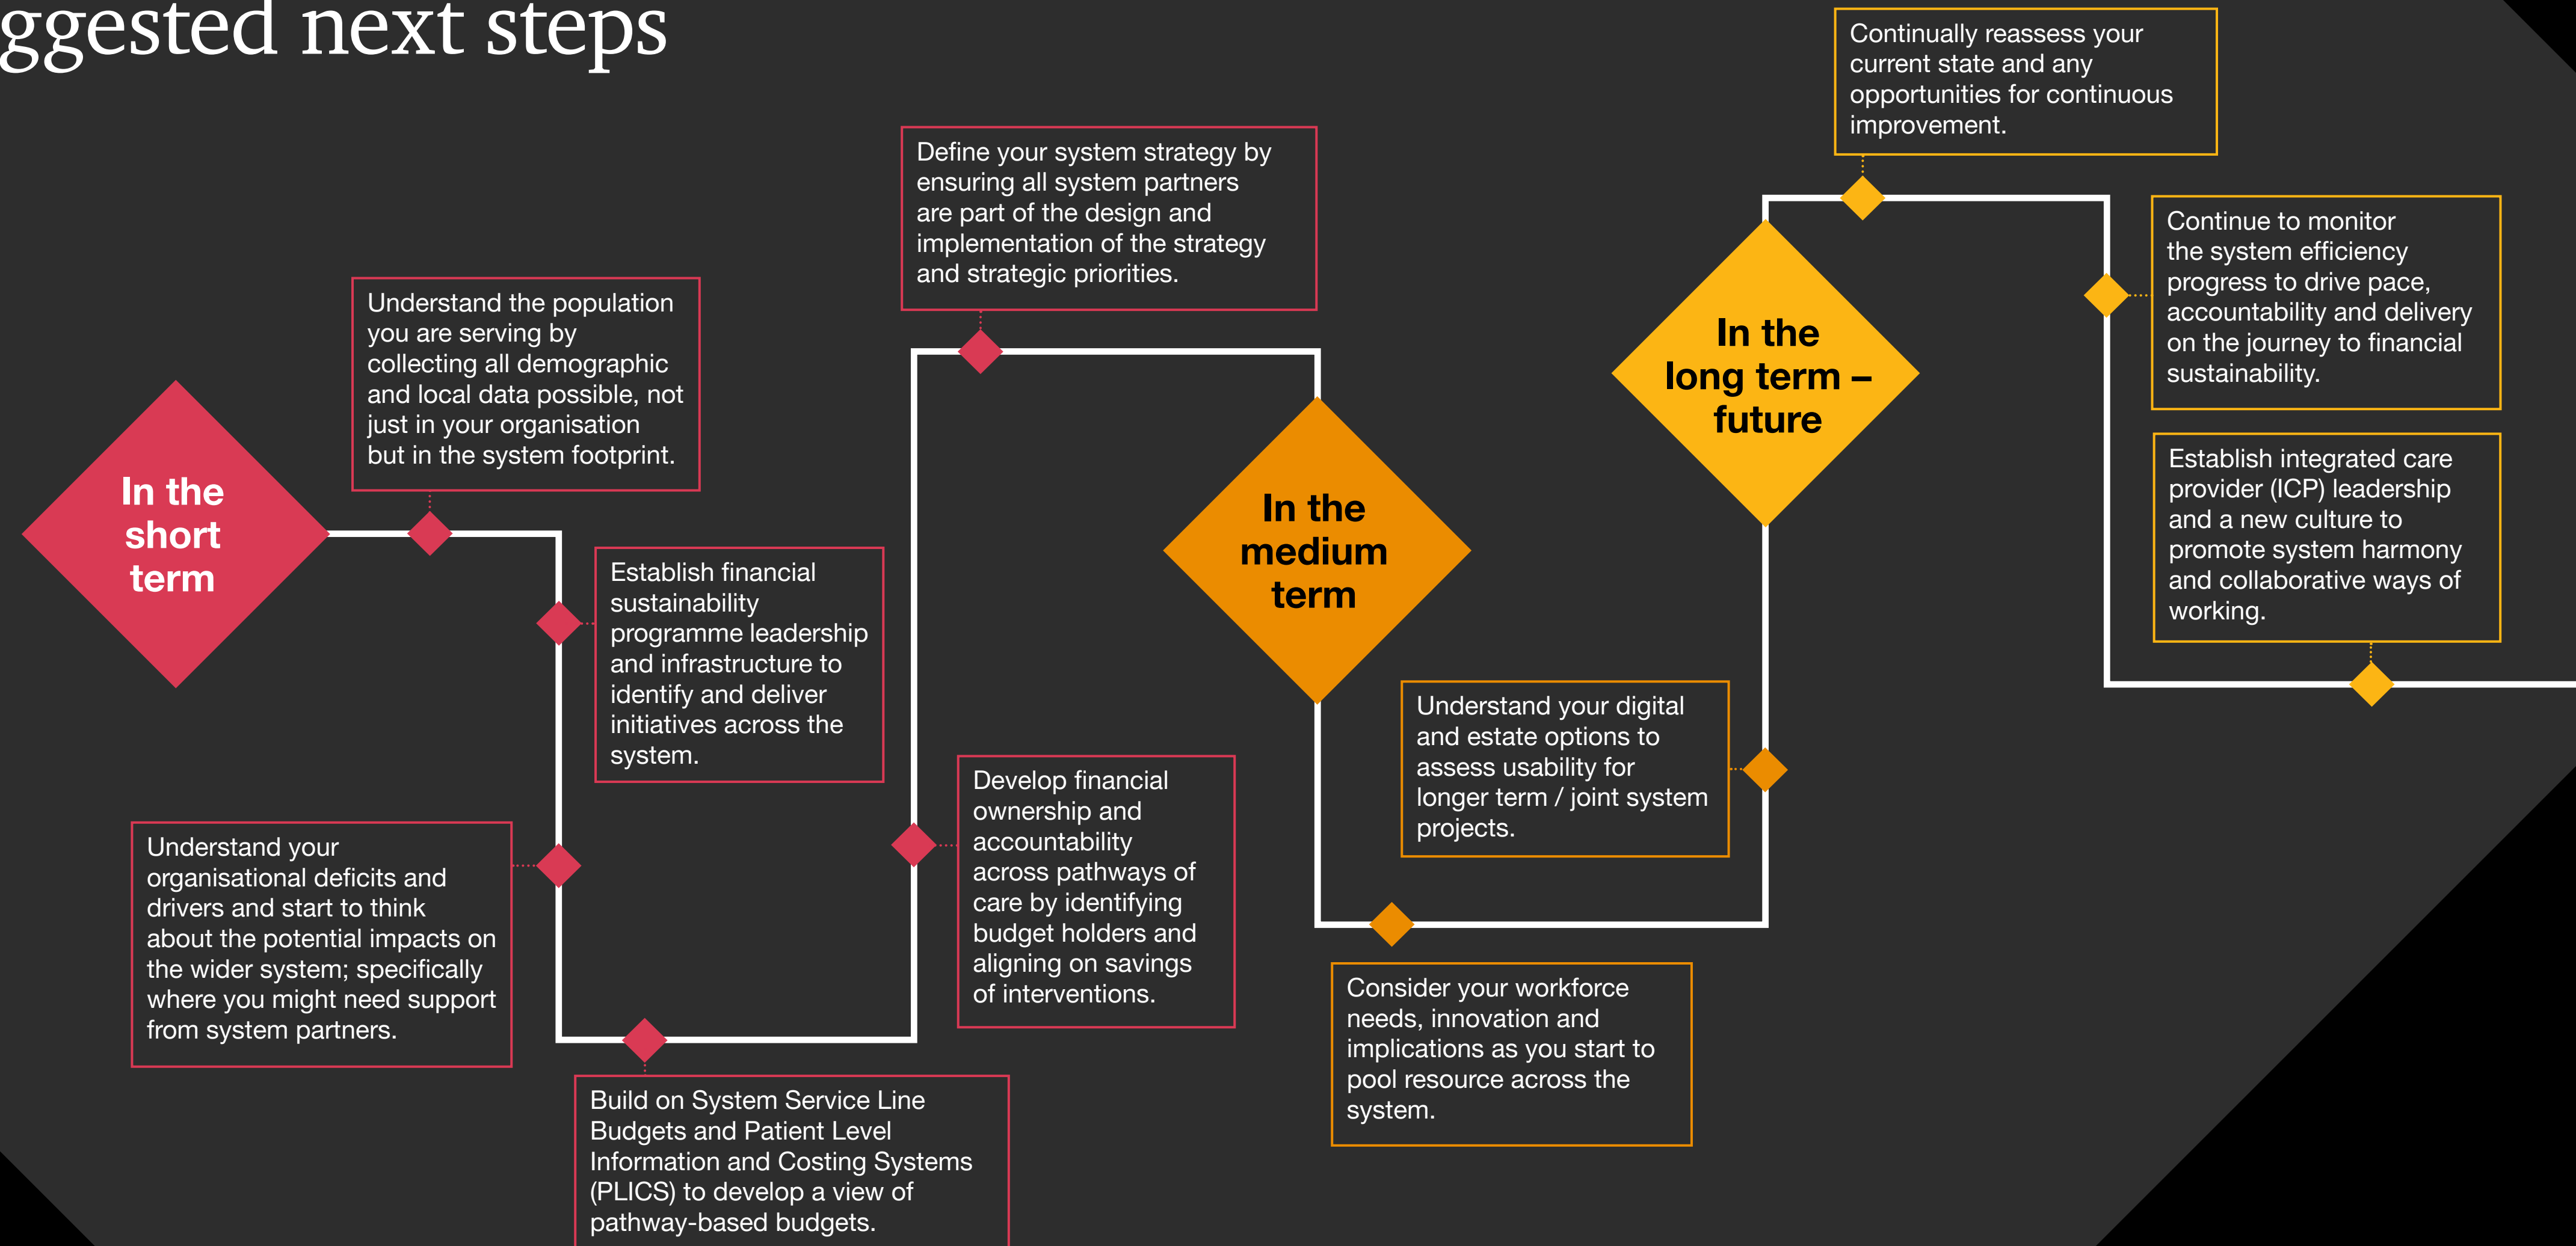 ggested next steps
In the
short
term
Understand the population
you are serving by
collecting all demographic
and local data possible, not
just in your organisation
but in the system footprint.
Establish financial
sustainability
programme leadership
and infrastructure to
identify and deliver
initiatives across the
system.
Understand your
organisational deficits and
drivers and start to think
about the potential impacts on
the wider system; specifically
where you might need support
from system partners.
Build on System Service Line
Budgets and Patient Level
Information and Costing Systems
(PLICS) to develop a view of
pathway-based budgets.
Develop financial
ownership and
accountability
across pathways of
care by identifying
budget holders and
aligning on savings
of interventions.
Define your system strategy by
ensuring all system partners
are part of the design and
implementation of the strategy
and strategic priorities.
In the
medium
term
Consider your workforce
needs, innovation and
implications as you start to
pool resource across the
system.
Understand your digital
and estate options to
assess usability for
longer term / joint system
projects.
In the
long term –
future
Continually reassess your
current state and any
opportunities for continuous
improvement.
Continue to monitor
the system efficiency
progress to drive pace,
accountability and delivery
on the journey to financial
sustainability.
Establish integrated care
provider (ICP) leadership
and a new culture to
promote system harmony
and collaborative ways of
working.